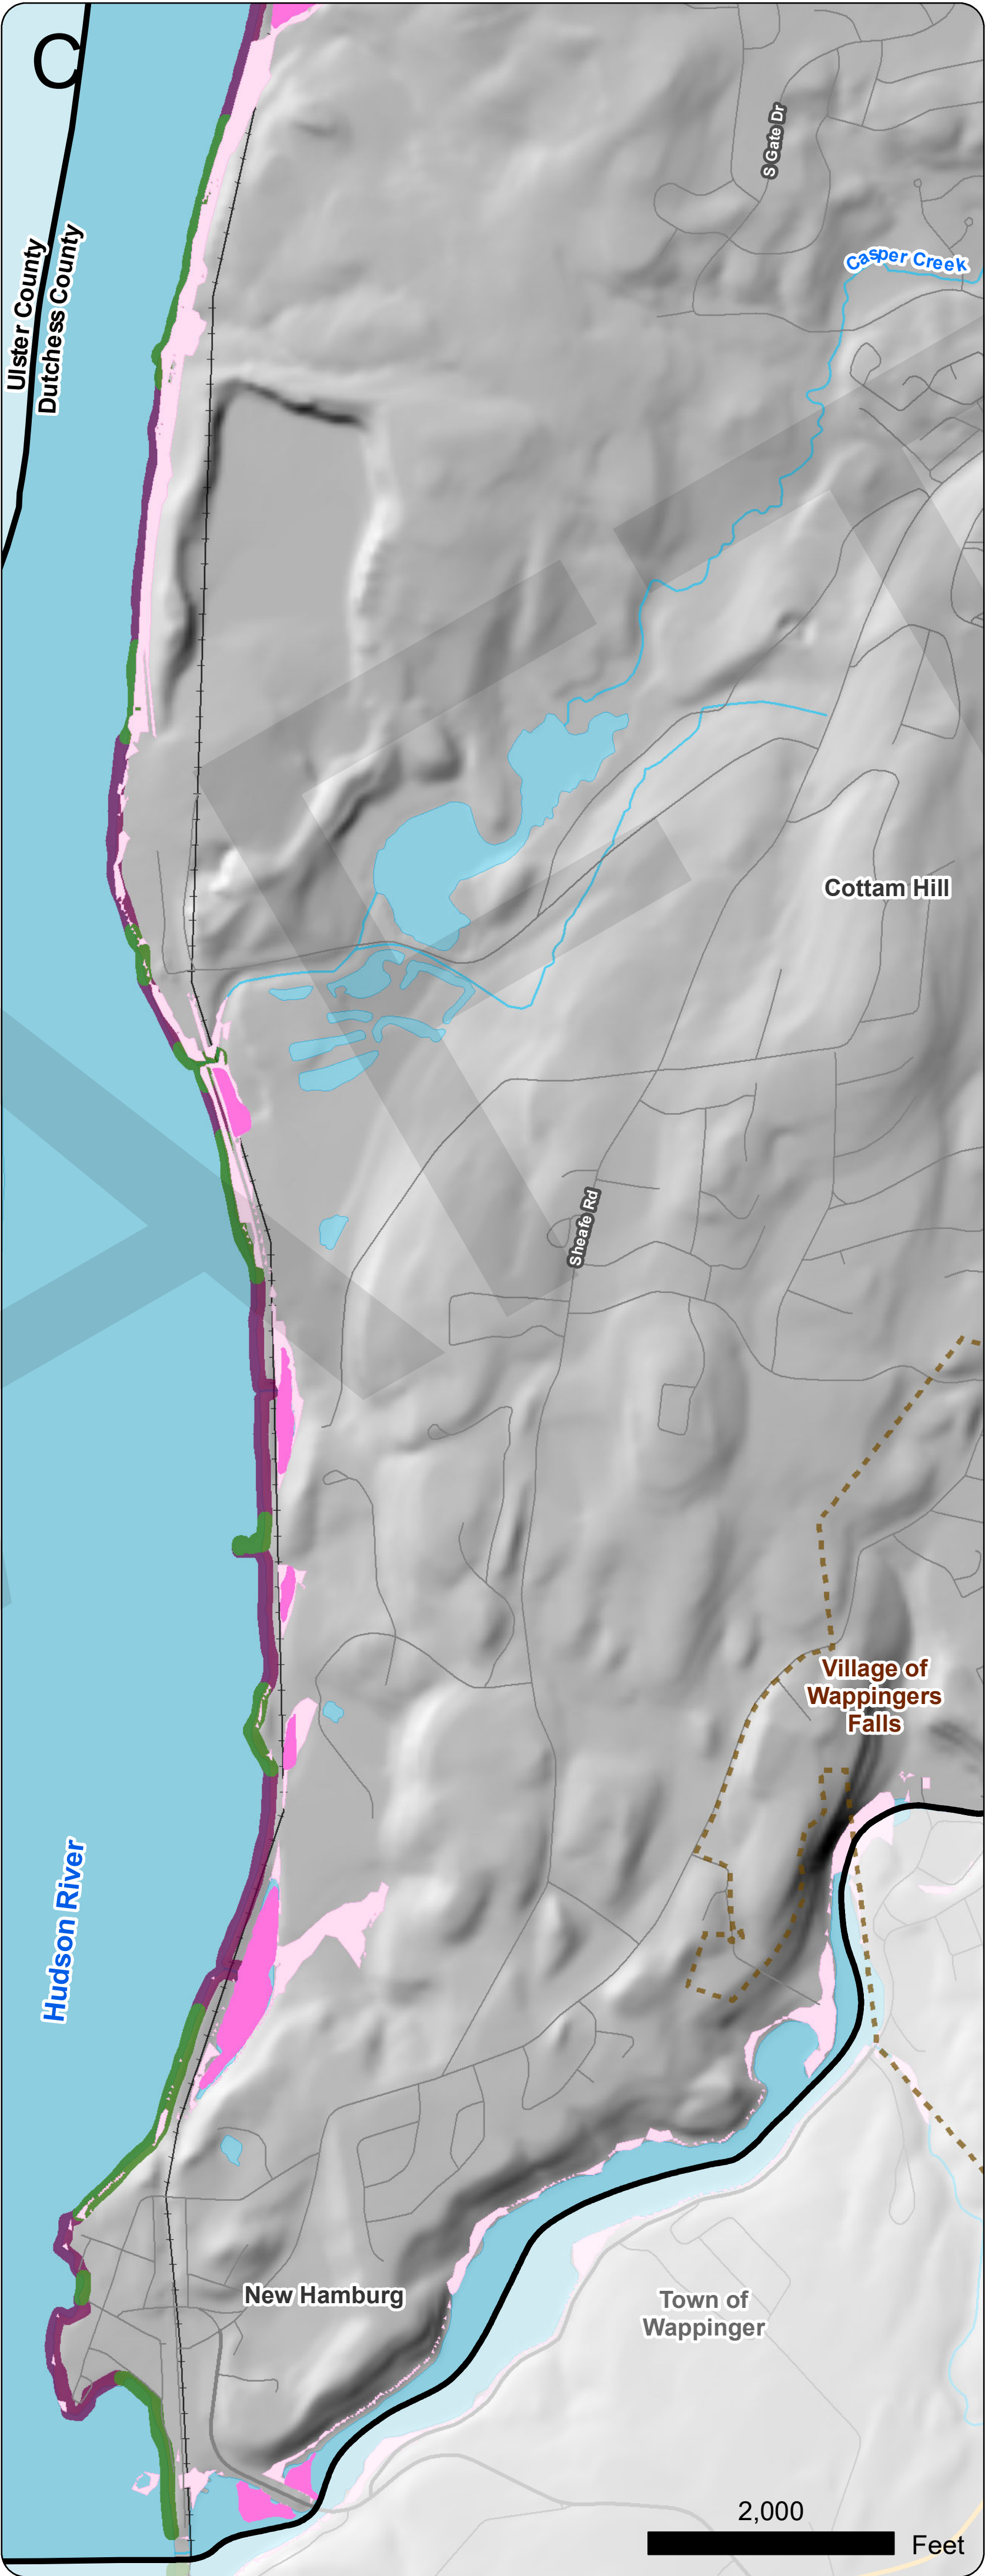 C
S Gate Dr
Casper Creek
Ulster County
Dutchess County
Cottam Hill
Sheafe Rd
Village of
Wappingers
Falls
Hudson River
New Hamburg
Town of
Wappinger
2,000
Feet